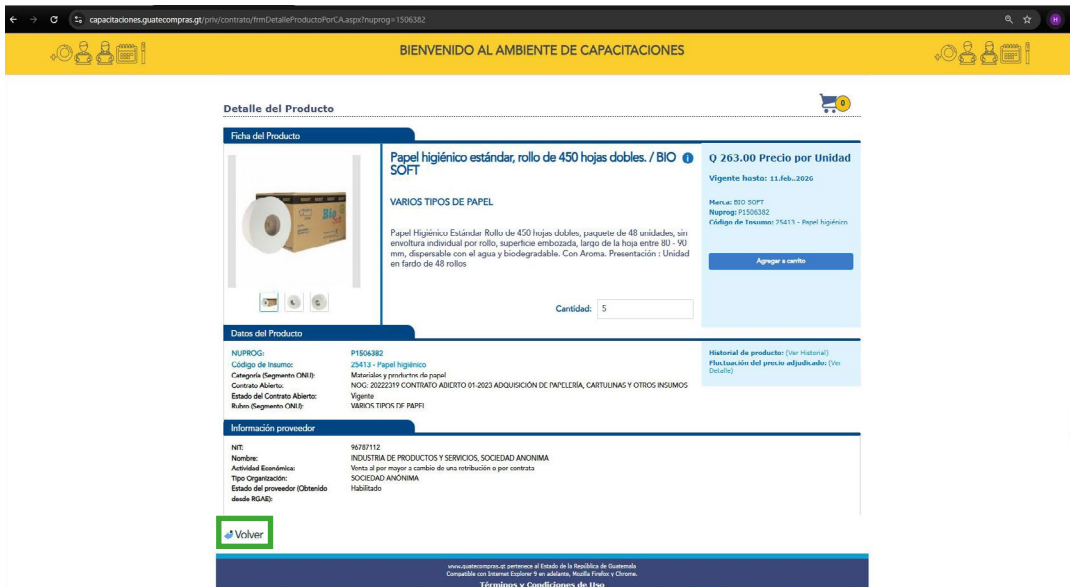 capacitaciones.guatecompras.gt/priv/contrato/frmDetalleProductoPorCA.aspx?nuprog=1506382
H
BIENVENIDO AL AMBIENTE DE CAPACITACIONES
Detalle del Producto
0
Ficha del Producto
Bio
Papel higiénico estándar, rollo de 450 hojas dobles. / BIO
SOFT
VARIOS TIPOS DE PAPEL
Papel Higiénico Estándar Rollo de 450 hojas dobles, paquete de 48 unidades, sin
envoltura individual por rollo, superficie embozada, largo de la hoja entre 80 - 90
mm, dispersable con el agua y biodegradable. Con Aroma. Presentación : Unidad
en fardo de 48 rollos
Cantidad: 5
Q 263.00 Precio por Unidad
Vigente hasta: 11.feb..2026
Marca: BIO SOFT
Nuprog: P1506382
Código de Insumo: 25413 - Papel higiénico
Agregar a carrito
Datos del Producto
NUPROG: P1506382
Código de Insumo: 25413 - Papel higiénico
Categoría (Segmento ONU): Materiales y productos de papel
Contrato Abierto: NOG: 20222319 CONTRATO ABIERTO 01-2023 ADQUISICIÓN DE PAPELERÍA, CARTULINAS Y OTROS INSUMOS
Estado del Contrato Abierto: Vigente
Rubro (Segmento ONU): VARIOS TIPOS DE PAPEL
Historial de producto: (Ver Historial)
Fluctuación del precio adjudicado: (Ver
Detalle)
Información proveedor
NIT: 96787112
Nombre: INDUSTRIA DE PRODUCTOS Y SERVICIOS, SOCIEDAD ANONIMA
Actividad Económica: Venta al por mayor a cambio de una retribución o por contrata
Tipo Organización: SOCIEDAD ANÓNIMA
Estado del proveedor (Obtenido Habilitado
desde RGAE):
Volver
www.guatecompras.gt pertenece al Estado de la República de Guatemala
Compatible con Internet Explorer 9 en adelante, Mozilla Firefox y Chrome.
Términos y Condiciones de Uso